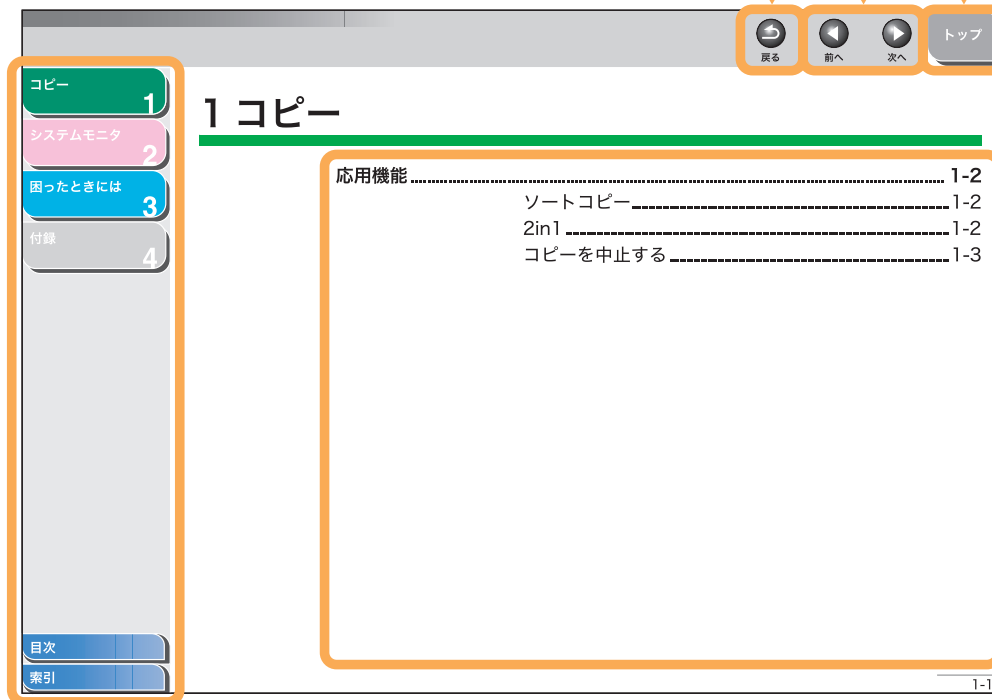 戻る
前へ
次へ
トップ
コピー
1
システムモニタ
2
困ったときには
3
付録
4
目次
索引
1 コピー
応用機能 1-2
ソートコピー 1-2
2in1 1-2
コピーを中止する 1-3
1-1